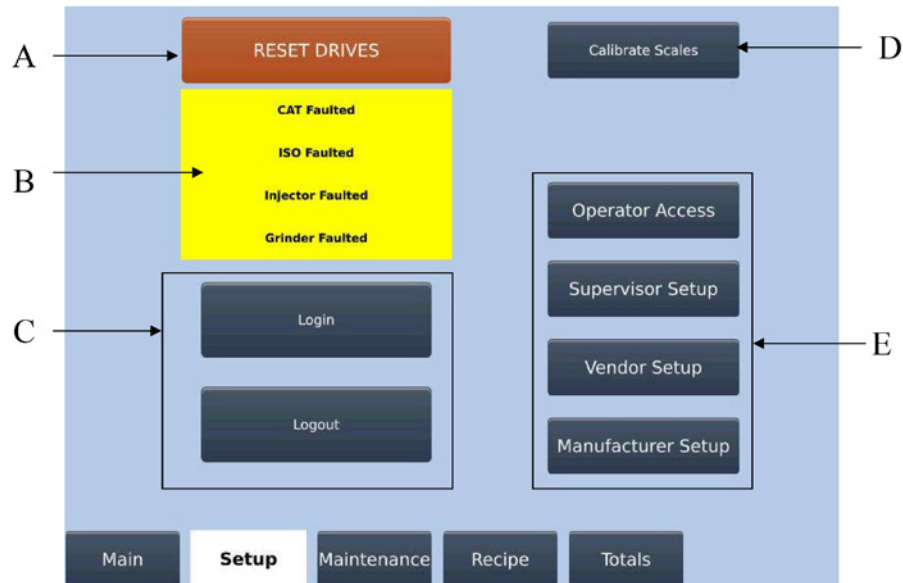 A
RESET DRIVES
Calibrate Scales
D
B
CAT Faulted
ISO Faulted
Injector Faulted
Grinder Faulted
C
Login
Logout
Operator Access
Supervisor Setup
Vendor Setup
Manufacturer Setup
E
Main
Setup
Maintenance
Recipe
Totals